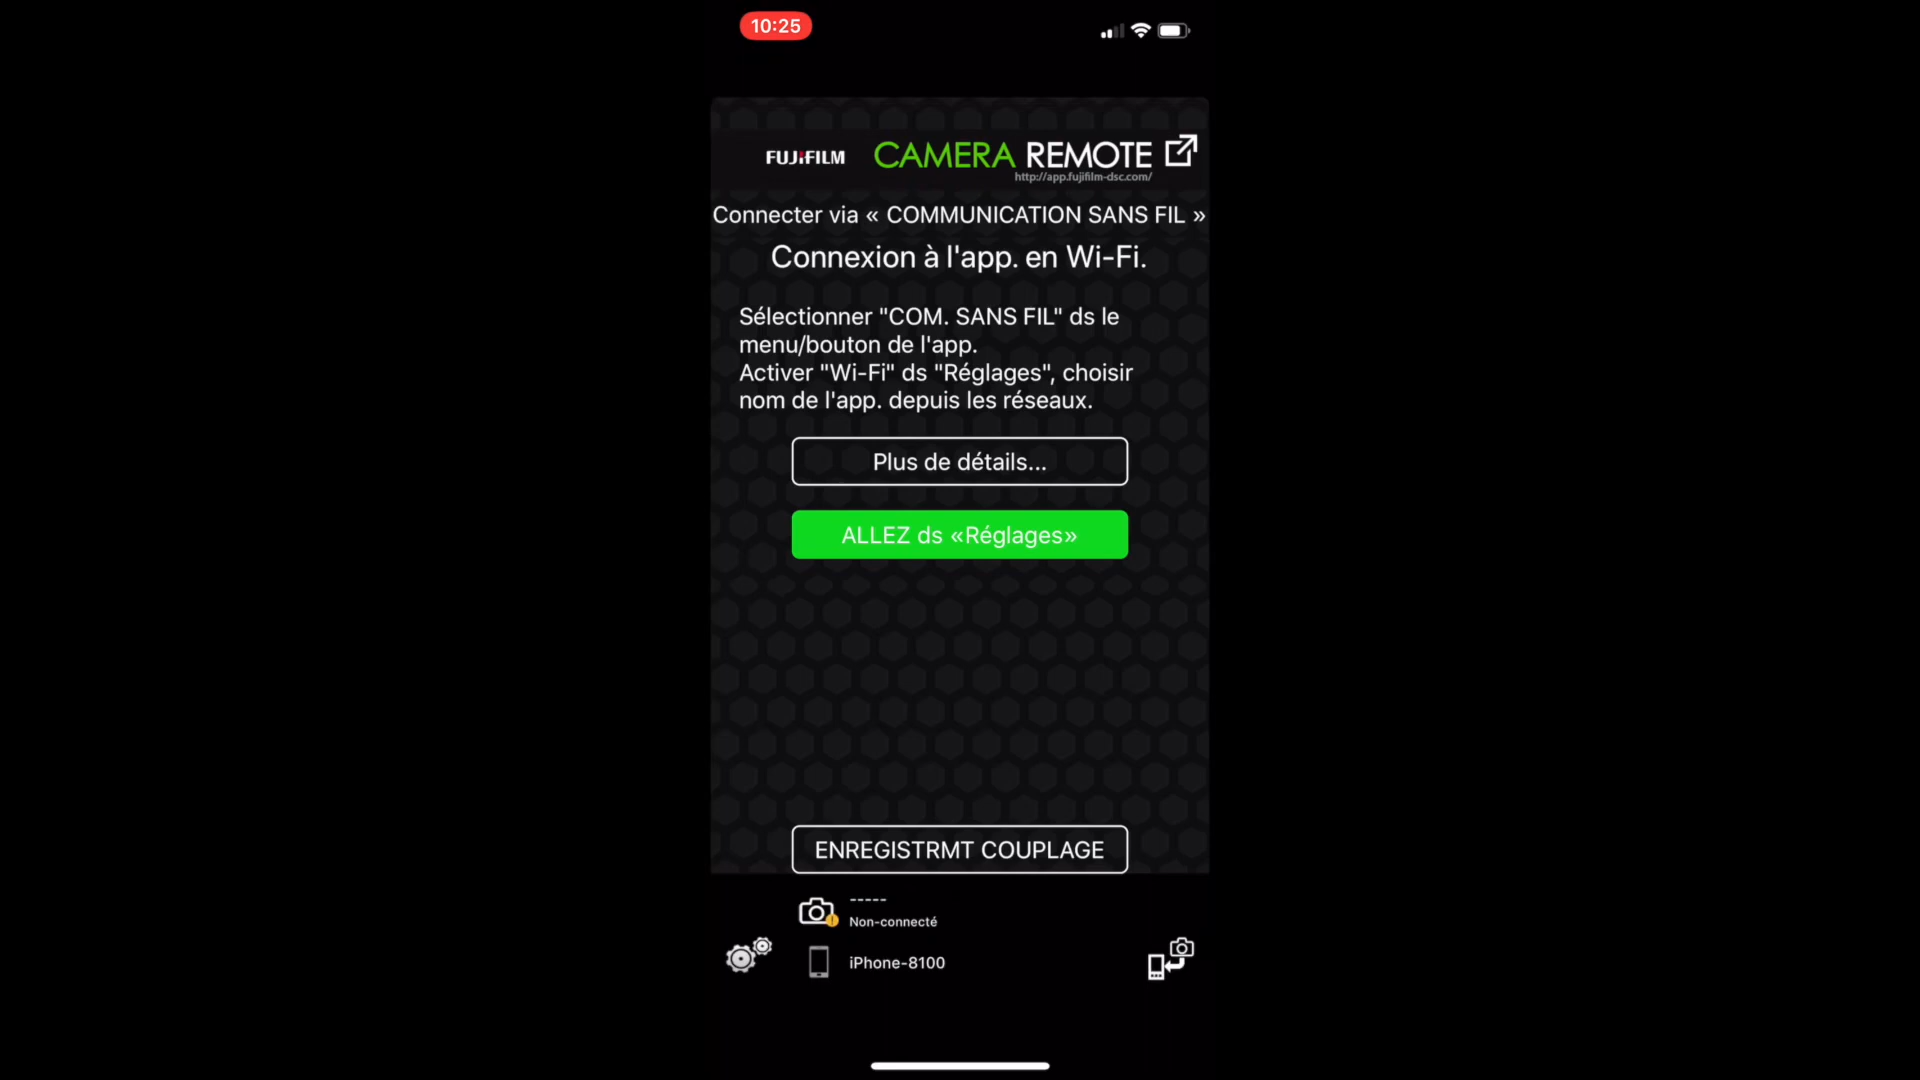 10:25
FUJIFILM CAMERA REMOTE
http://app.fujifilm-dsc.com/
Connecter via « COMMUNICATION SANS FIL »
Connexion à l'app. en Wi-Fi.
Sélectionner "COM. SANS FIL" ds le
menu/bouton de l'app.
Activer "Wi-Fi" ds "Réglages", choisir
nom de l'app. depuis les réseaux.
Plus de détails...
ALLEZ ds «Réglages»
ENREGISTRMT COUPLAGE
-----
Non-connecté
iPhone-8100